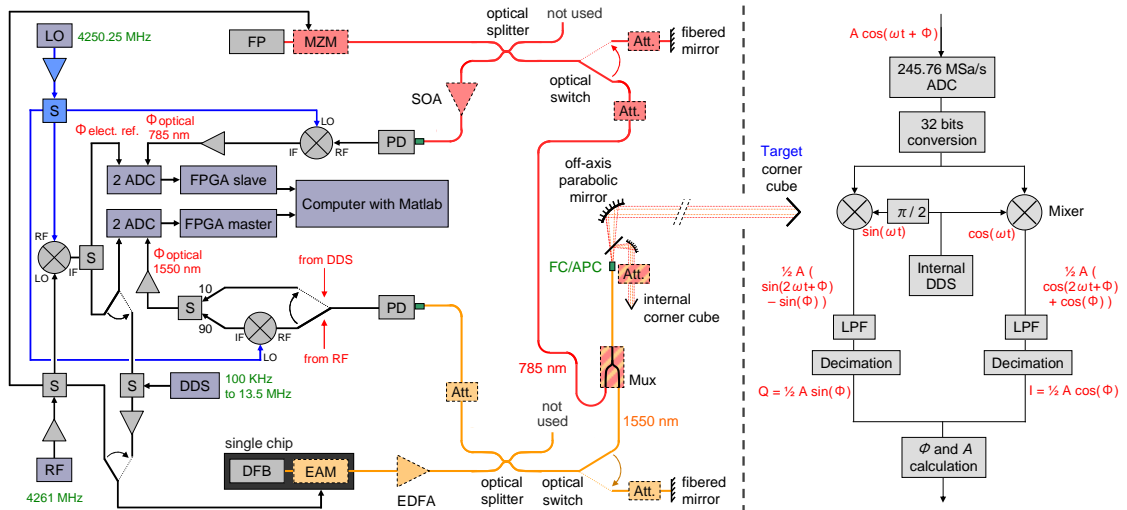 LO
4250.25 MHz
FP
MZM
optical
splitter
not used
Att.
fibered
mirror
optical
switch
SOA
Att.
S
Φ elect. ref.
Φ optical
785 nm
LO
IF
RF
PD
2 ADC
FPGA slave
2 ADC
FPGA master
Computer with Matlab
off-axis
parabolic
mirror
Target
corner
cube
RF
LO
IF
S
Φ optical
1550 nm
from DDS
FC/APC
Att.
internal
corner cube
10
S
90
IF
RF
LO
PD
from RF
S
S
DDS
100 KHz
to 13.5 MHz
Att.
785 nm
Mux
not
used
1550 nm
RF
4261 MHz
single chip
DFB
EAM
EDFA
optical
splitter
optical
switch
Att.
fibered
mirror
A cos(ωt + Φ)
245.76 MSa/s
ADC
32 bits
conversion
π / 2
Mixer
sin(ωt)
cos(ωt)
Internal
DDS
½ A (
sin(2ωt+Φ)
– sin(Φ) )
½ A (
cos(2ωt+Φ)
+ cos(Φ) )
LPF
LPF
Decimation
Decimation
Q = ½ A sin(Φ)
I = ½ A cos(Φ)
Φ and A
calculation